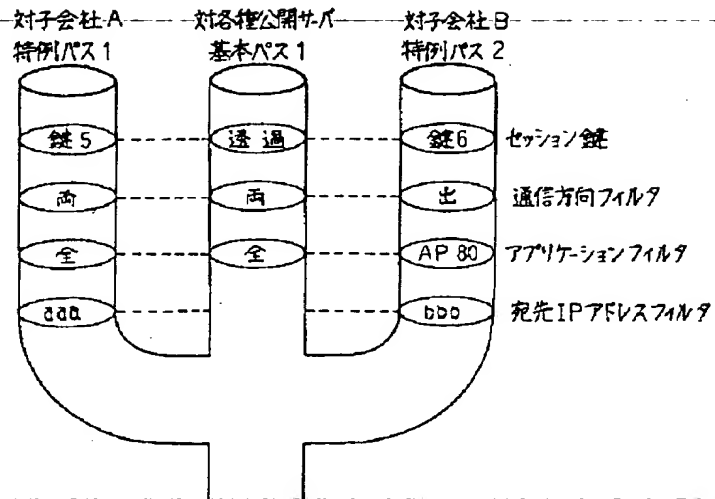 対子会社A 対各種公開サーバ 対子会社B
特例パス1 基本パス1 特例パス2
鍵5 透過 鍵6 セッション鍵
両 両 出 通信方向フィルタ
全 全 AP 80 アプリケーションフィルタ
aaa bbb 宛先IPアドレスフィルタ